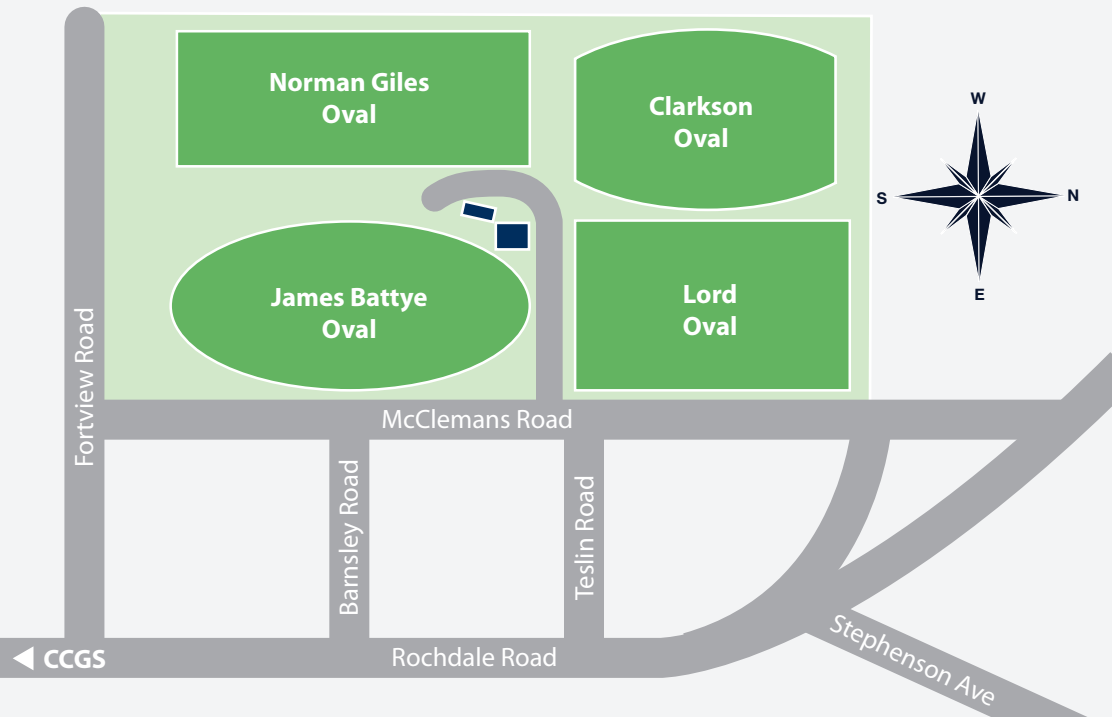 Norman Giles
Oval
Clarkson
Oval
W
S
N
E
James Battye
Oval
Lord
Oval
Fortview Road
McClemans Road
Barnsley Road
Teslin Road
Stephenson Ave
CCGS
Rochdale Road